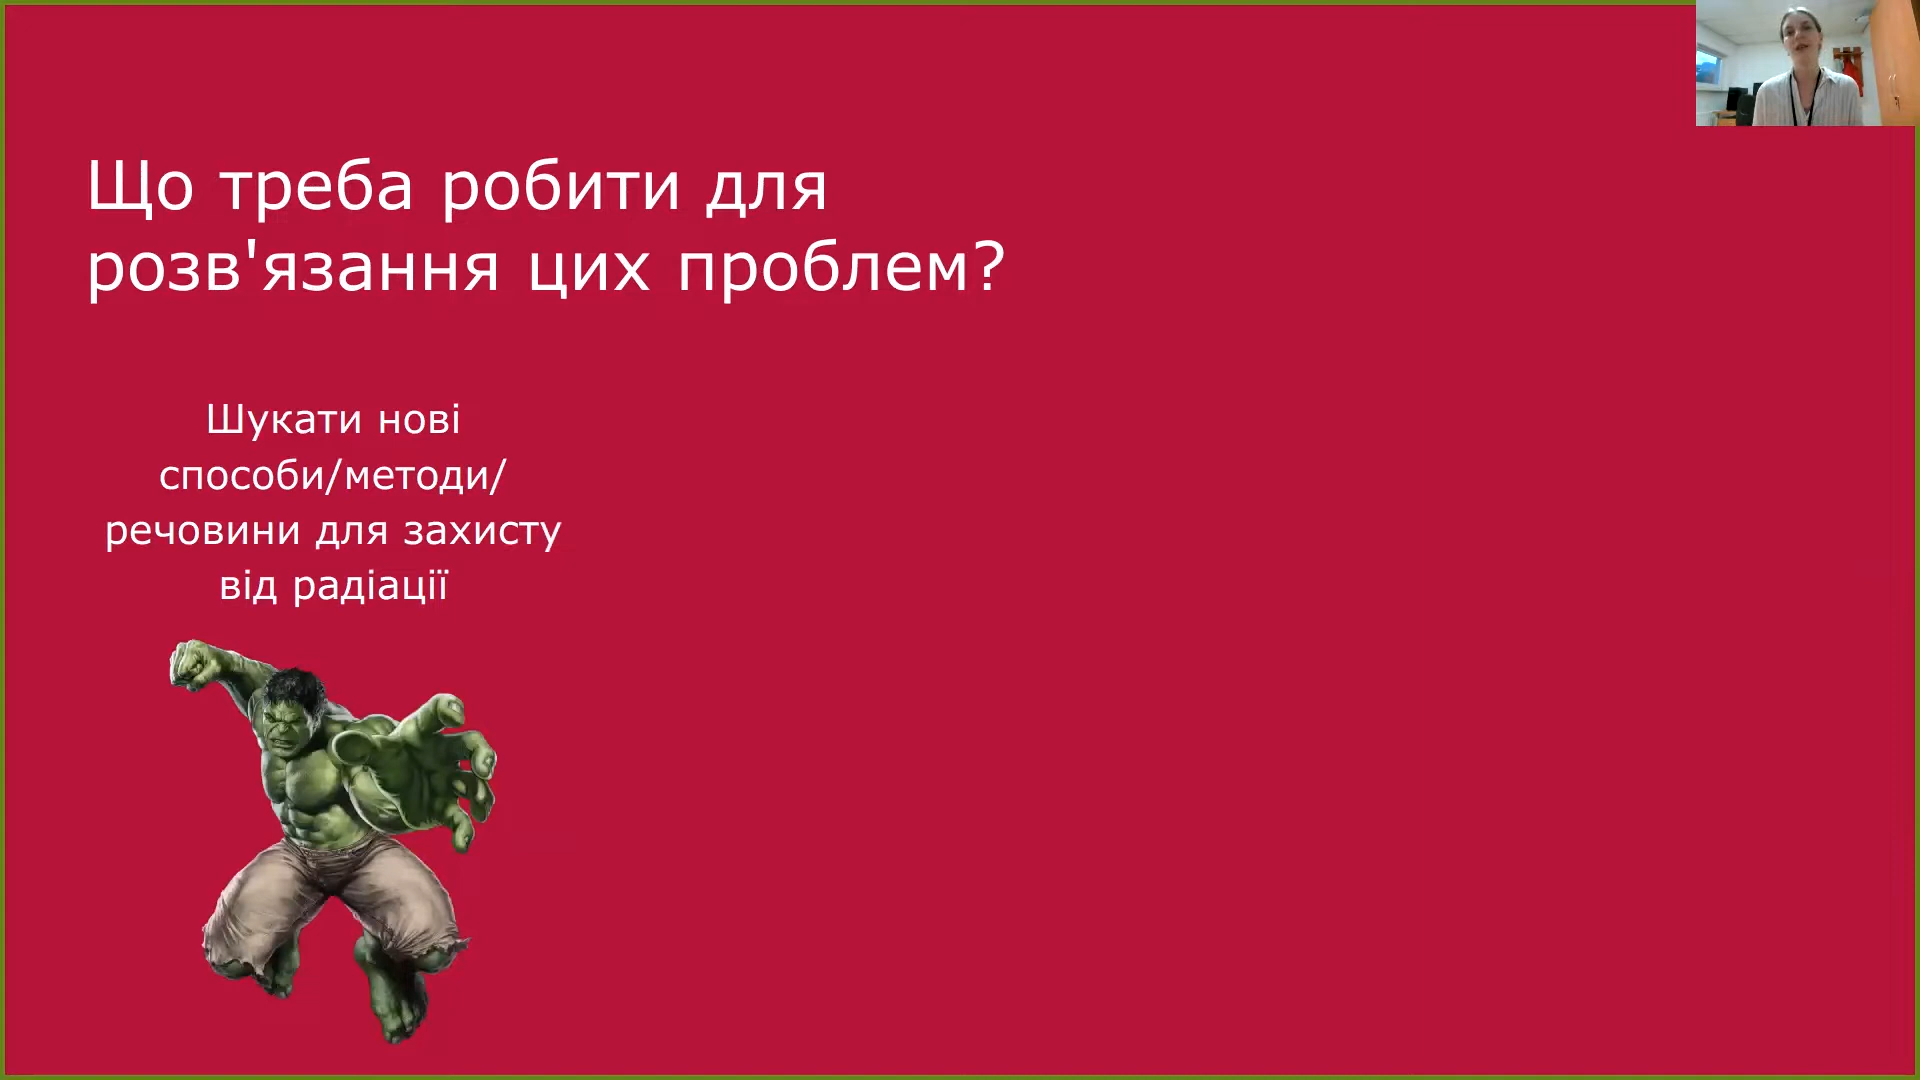 Що треба робити для
розв'язання цих проблем?
Шукати нові
способи/методи/
речовини для захисту
від радіації